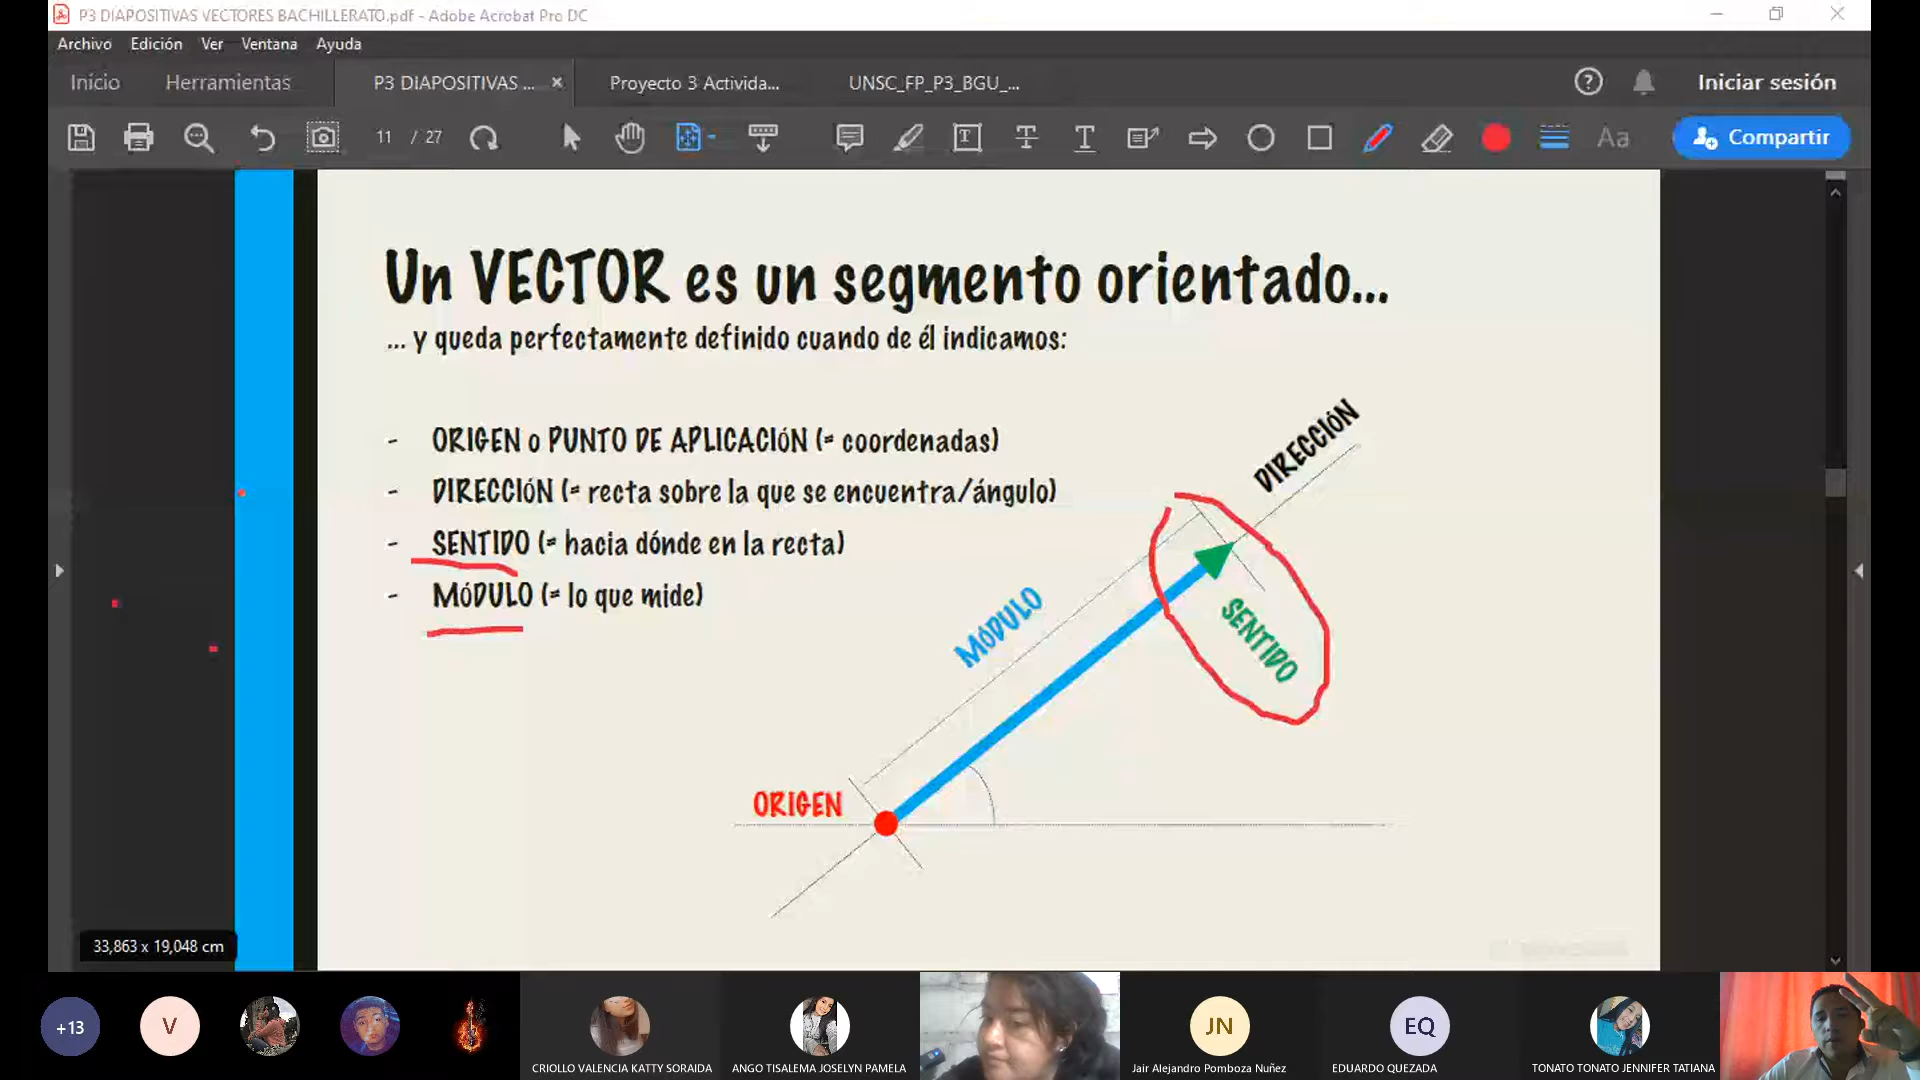 P3 DIAPOSITIVAS VECTORES BACHILLERATO.pdf - Adobe Acrobat Pro DC
Archivo Edición Ver Ventana Ayuda
Inicio Herramientas P3 DIAPOSITIVAS ... × Proyecto 3 Activida... UNSC_FP_P3_BGU_... Iniciar sesión
11 / 27 Aa Compartir
Un VECTOR es un segmento orientado...
... y queda perfectamente definido cuando de él indicamos:
- ORIGEN o PUNTO DE APLICACIÓN (= coordenadas)
- DIRECCIÓN (= recta sobre la que se encuentra/ángulo)
- SENTIDO (= hacia dónde en la recta)
- MÓDULO (= lo que mide)
DIRECCIÓN
MÓDULO
SENTIDO
ORIGEN
33,863 x 19,048 cm
+13 V JN EQ
CRIOLLO VALENCIA KATTY SORAIDA ANGO TISALEMA JOSELYN PAMELA Jair Alejandro Pomboza Nuñez EDUARDO QUEZADA TONATO TONATO JENNIFER TATIANA